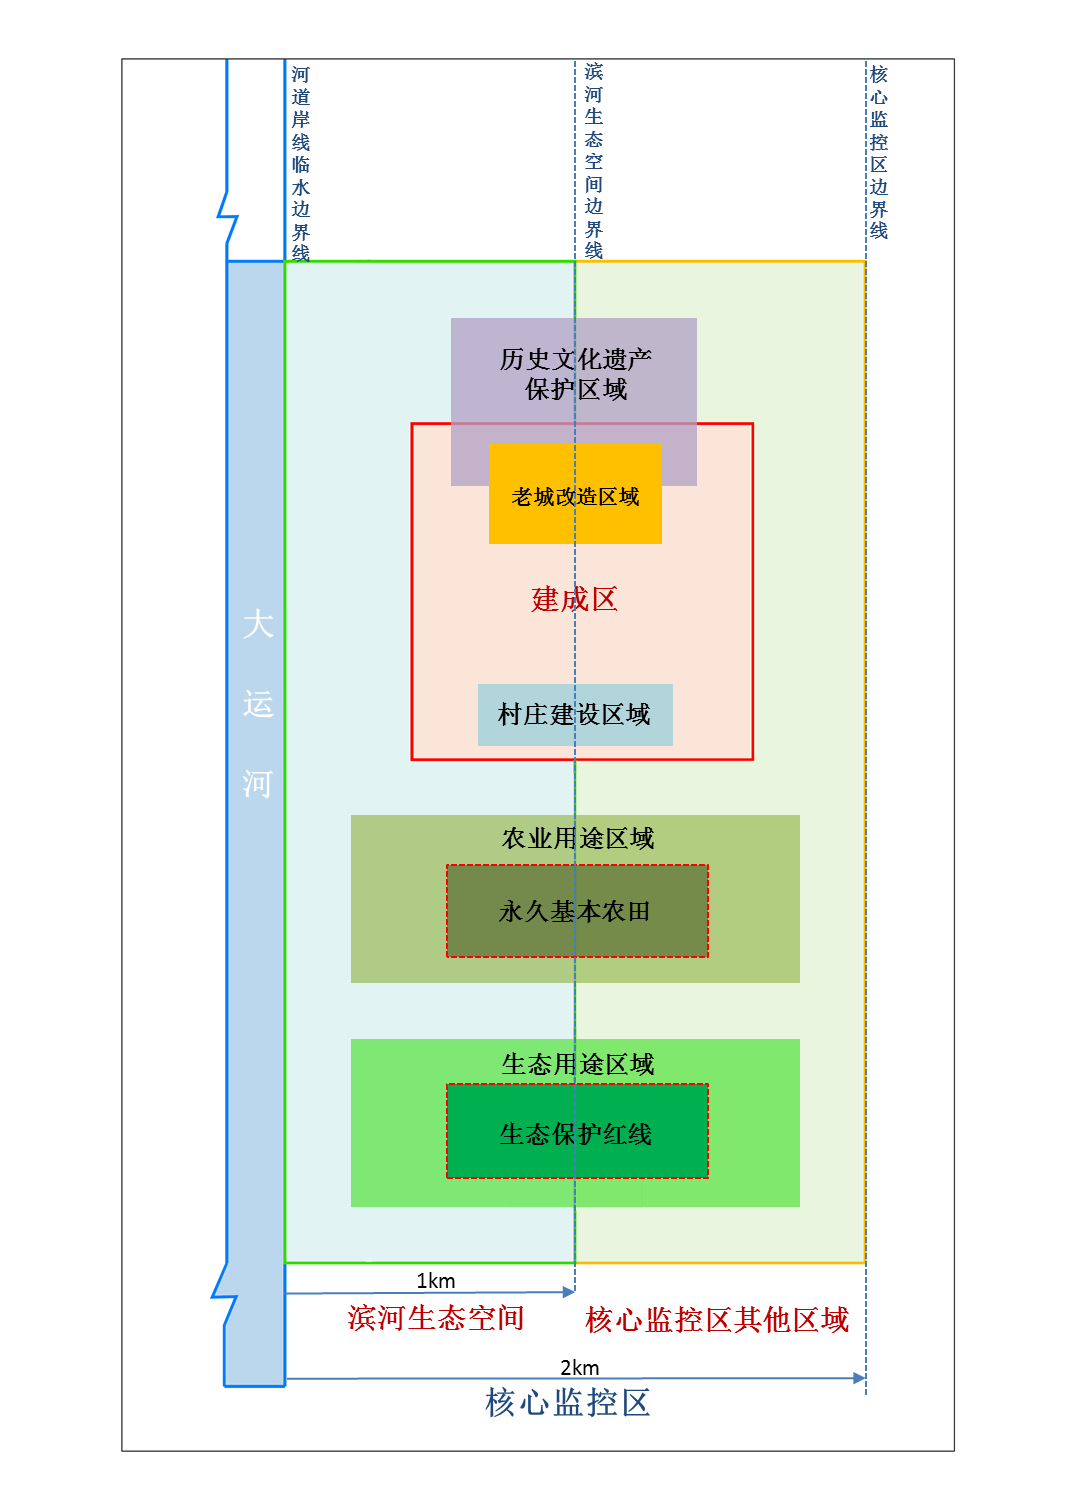 河道岸线临水边界线
滨河生态空间边界线
核心监控区边界线
历史文化遗产
保护区域
老城改造区域
建成区
大运河
村庄建设区域
农业用途区域
永久基本农田
生态用途区域
生态保护红线
1km
滨河生态空间
核心监控区其他区域
2km
核心监控区